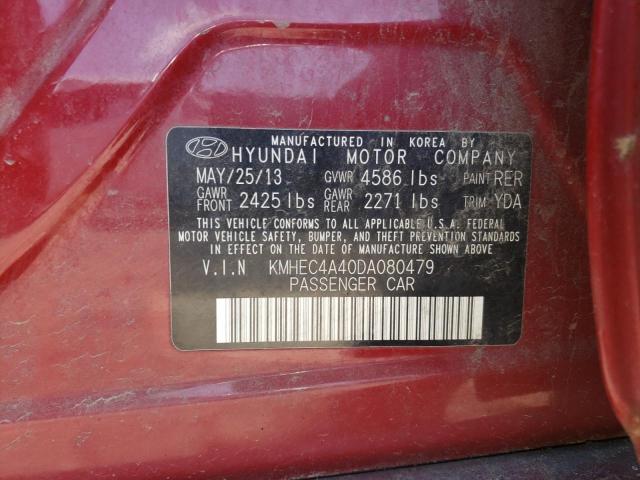 MANUFACTURED IN KOREA BY
HYUNDAI MOTOR COMPANY
MAY/25/13 GVWR 4586 lbs PAINT RER
GAWR FRONT 2425 lbs GAWR REAR 2271 lbs TRIM YDA
THIS VEHICLE CONFORMS TO ALL APPLICABLE U.S.A. FEDERAL
MOTOR VEHICLE SAFETY, BUMPER, AND THEFT PREVENTION STANDARDS
IN EFFECT ON THE DATE OF MANUFACTURE SHOWN ABOVE
V.I.N KMHEC4A40DA080479
PASSENGER CAR